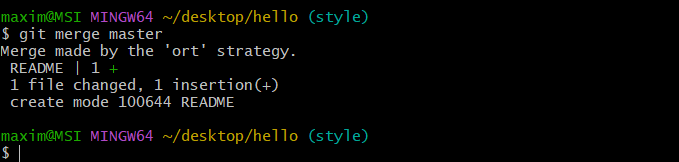 maxim@MSI MINGW64 ~/desktop/hello (style)
$ git merge master
Merge made by the 'ort' strategy.
 README | 1 +
 1 file changed, 1 insertion(+)
 create mode 100644 README

maxim@MSI MINGW64 ~/desktop/hello (style)
$